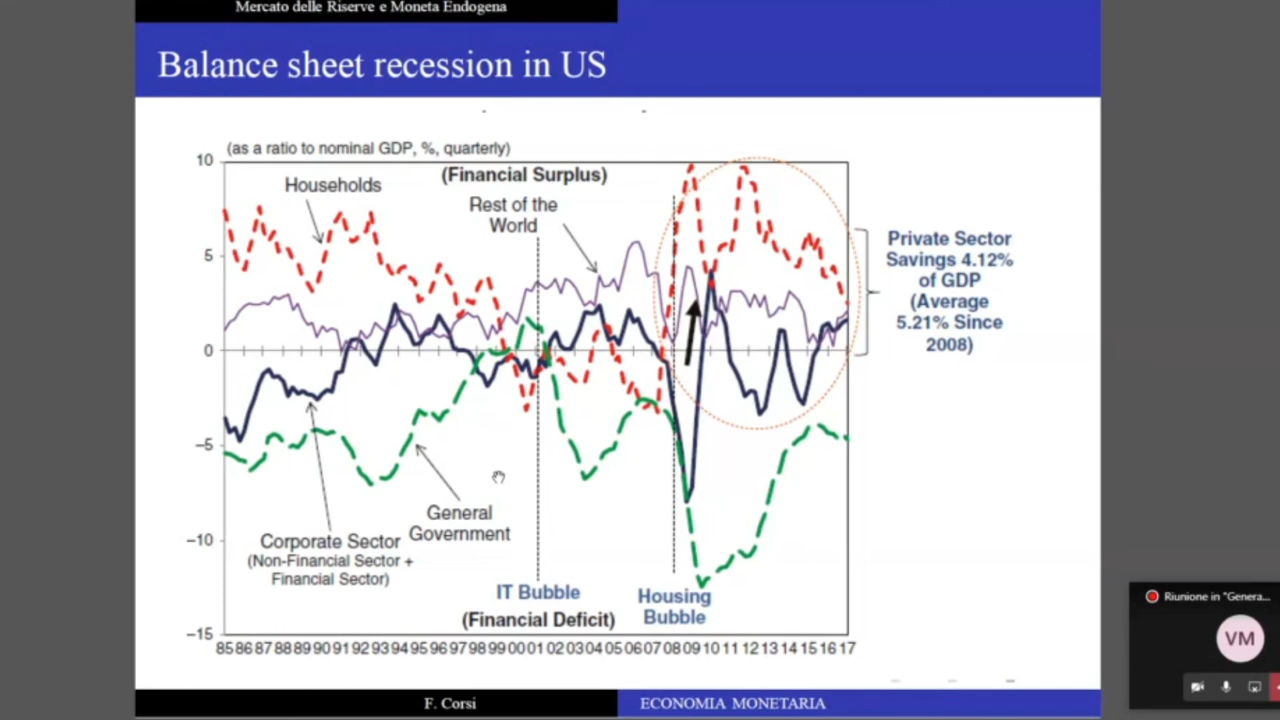 Mercato delle Riserve e Moneta Endogena
Balance sheet recession in US
(as a ratio to nominal GDP, %, quarterly)
10
5
0
−5
−10
−15
Households
(Financial Surplus)
Rest of the
World
Private Sector
Savings 4.12%
of GDP
(Average
5.21% Since
2008)
General
Government
Corporate Sector
(Non-Financial Sector +
Financial Sector)
IT Bubble
(Financial Deficit)
Housing
Bubble
85 86 87 88 89 90 91 92 93 94 95 96 97 98 99 00 01 02 03 04 05 06 07 08 09 10 11 12 13 14 15 16 17
Riunione in "Genera...
VM
F. Corsi
ECONOMIA MONETARIA